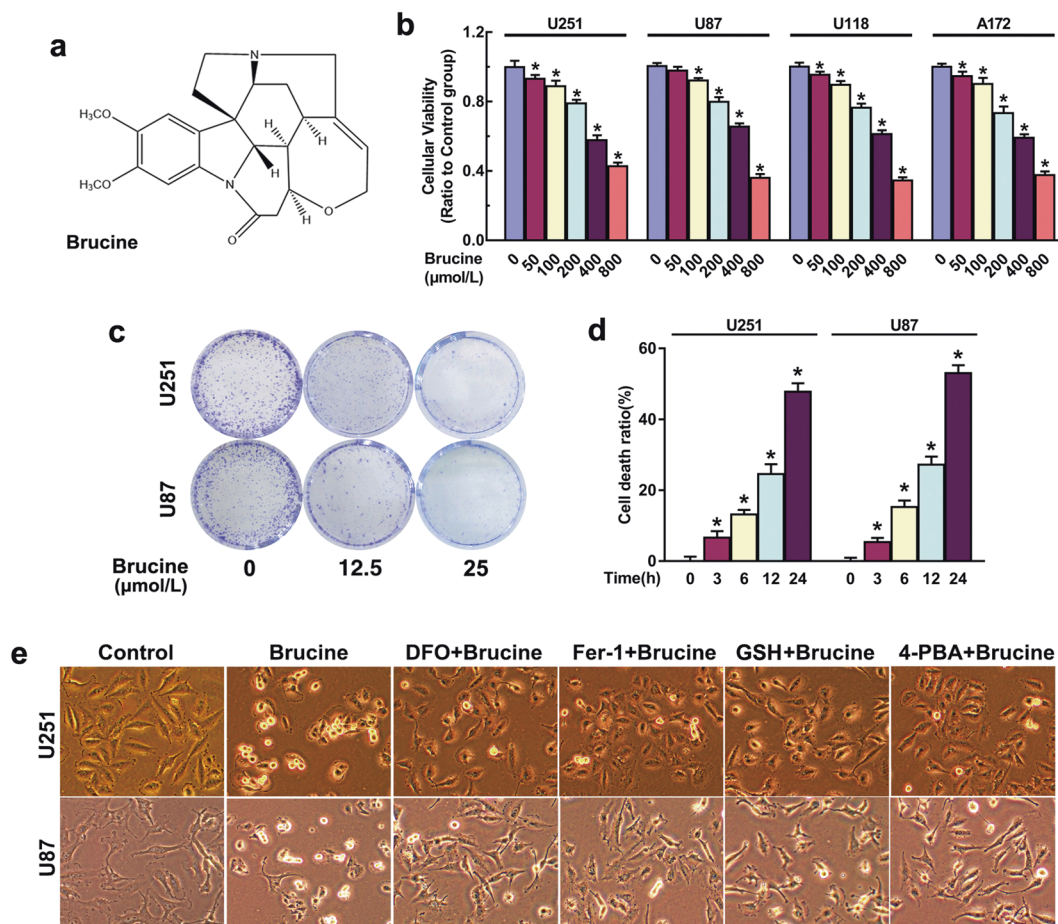 a
N
H₃CO
H₃CO
H
H
H
N
H
O
O
Brucine
b
U251 U87 U118 A172
Cellular Viability
(Ratio to Control group)
1.2
0.8
0.4
0.0
* * * * *
* * * *
* * * * *
* * * * *
Brucine
(μmol/L)
0 50 100 200 400 800 0 50 100 200 400 800 0 50 100 200 400 800 0 50 100 200 400 800
c
U251
U87
Brucine
(μmol/L)
0 12.5 25
d
U251 U87
Cell death ratio(%)
60
40
20
0
* * * *
* * * *
Time(h) 0 3 6 12 24 0 3 6 12 24
e
Control Brucine DFO+Brucine Fer-1+Brucine GSH+Brucine 4-PBA+Brucine
U251
U87